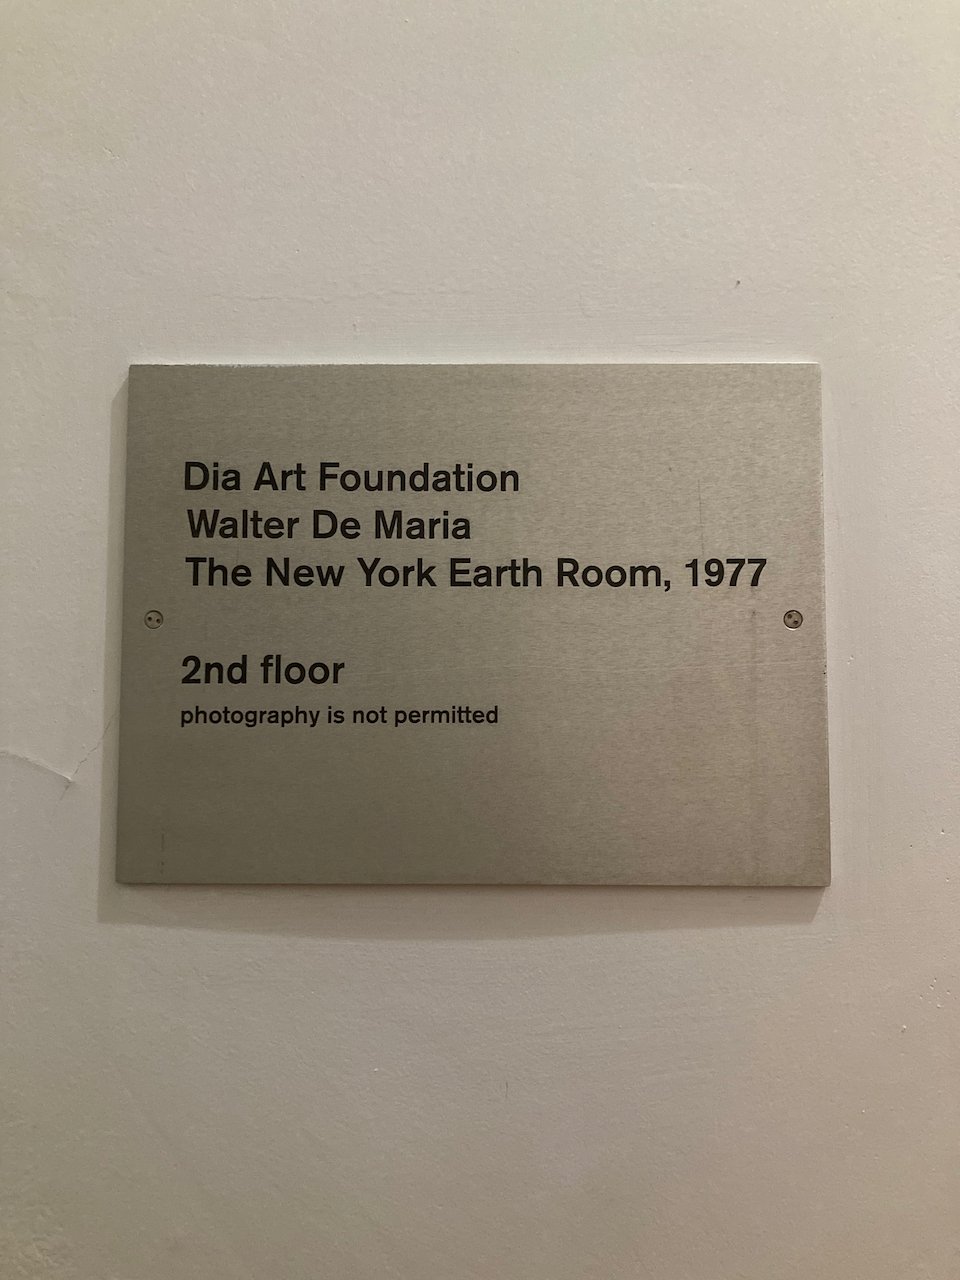 Dia Art Foundation
Walter De Maria
The New York Earth Room, 1977
2nd floor
photography is not permitted